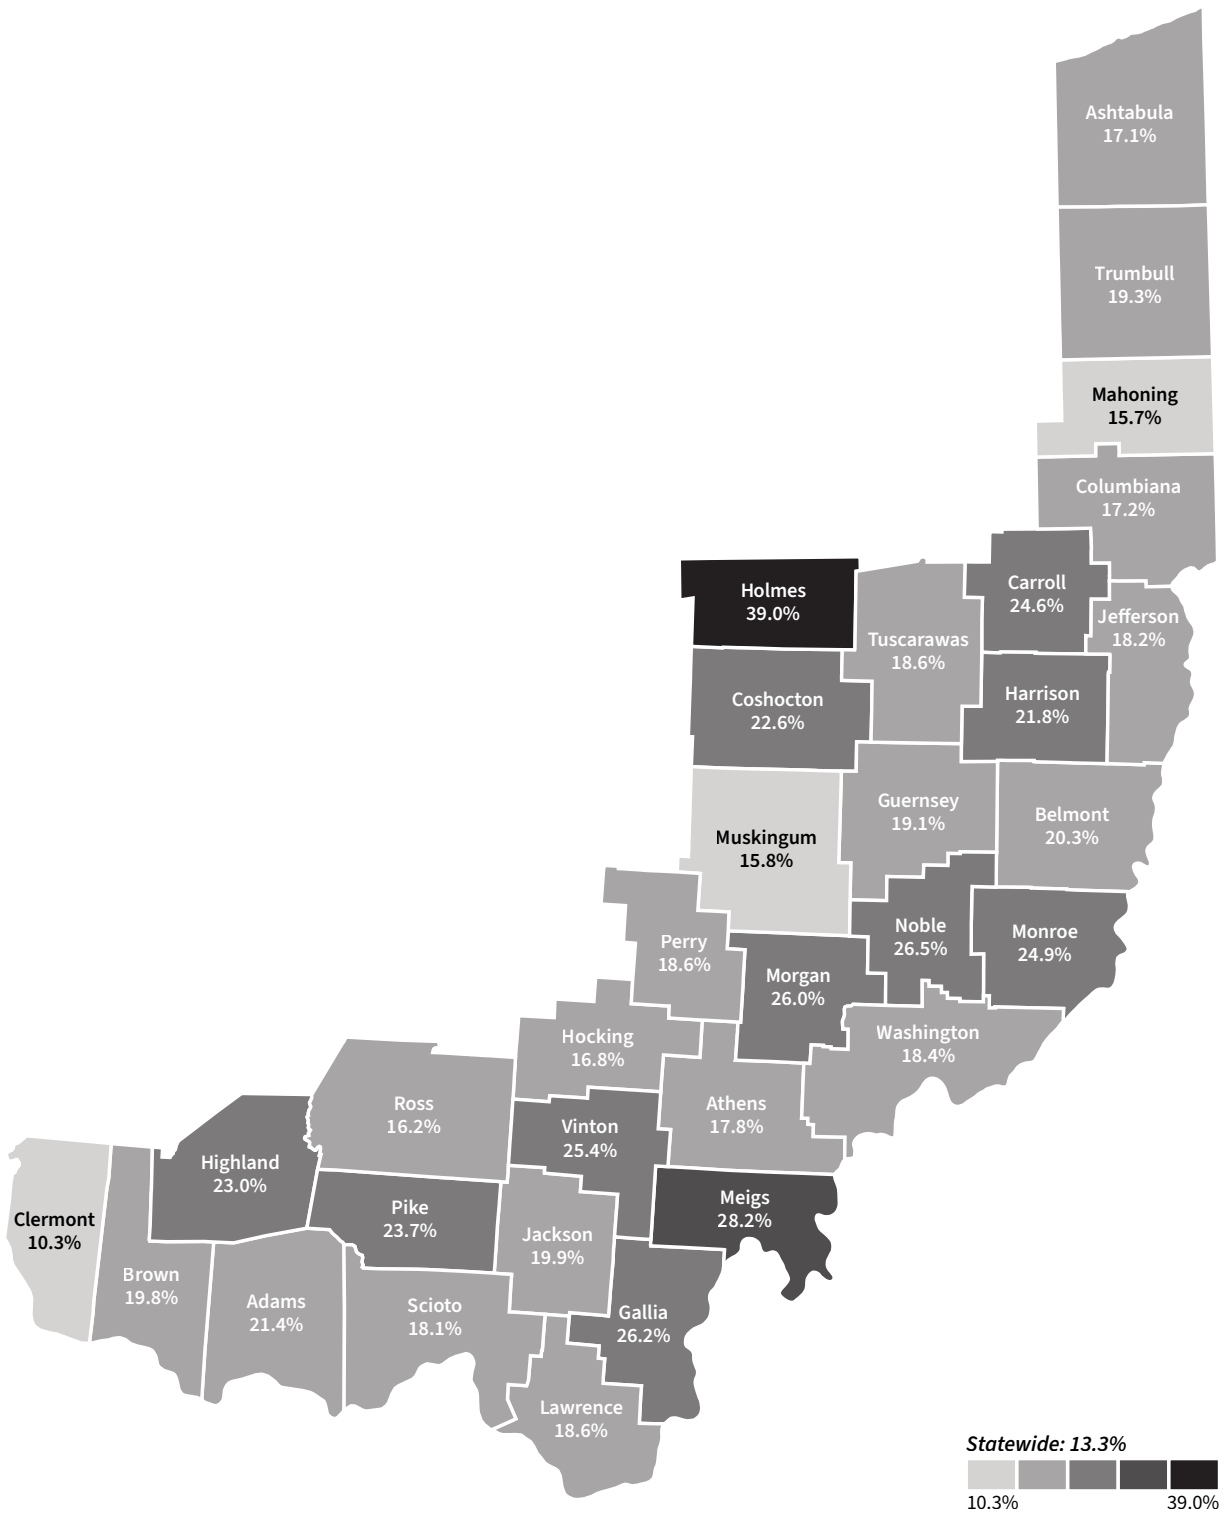 Ashtabula
17.1%
Trumbull
19.3%
Mahoning
15.7%
Columbiana
17.2%
Holmes
39.0%
Carroll
24.6%
Jefferson
18.2%
Tuscarawas
18.6%
Coshocton
22.6%
Harrison
21.8%
Guernsey
19.1%
Belmont
20.3%
Muskingum
15.8%
Noble
26.5%
Monroe
24.9%
Perry
18.6%
Morgan
26.0%
Hocking
16.8%
Washington
18.4%
Ross
16.2%
Athens
17.8%
Vinton
25.4%
Highland
23.0%
Clermont
10.3%
Pike
23.7%
Meigs
28.2%
Jackson
19.9%
Brown
19.8%
Adams
21.4%
Scioto
18.1%
Gallia
26.2%
Lawrence
18.6%
Statewide: 13.3%
10.3% 39.0%